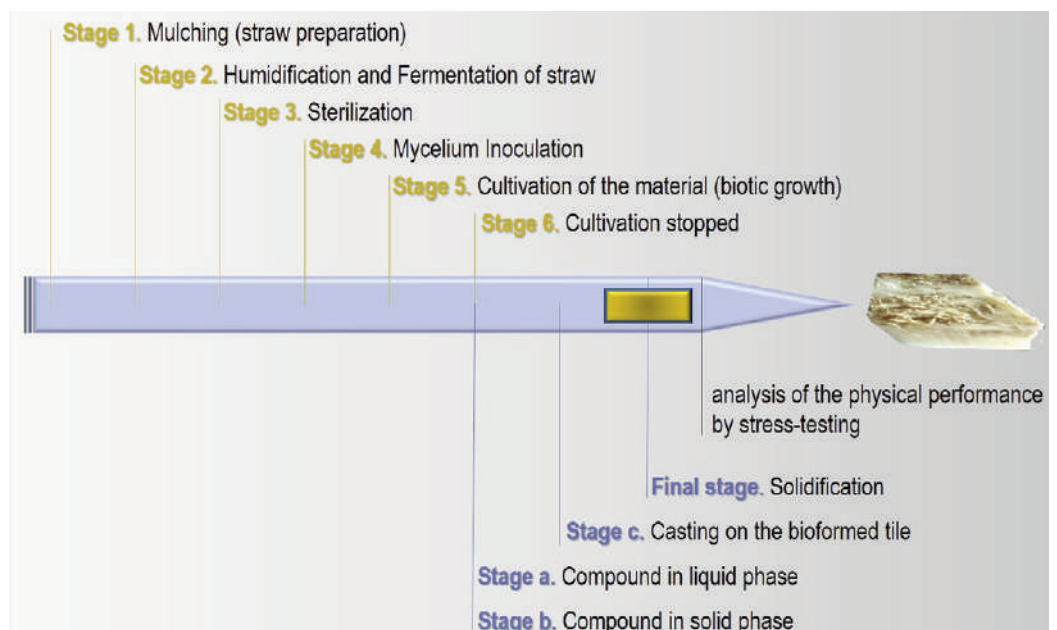 Stage 1. Mulching (straw preparation)
Stage 2. Humidification and Fermentation of straw
Stage 3. Sterilization
Stage 4. Mycelium Inoculation
Stage 5. Cultivation of the material (biotic growth)
Stage 6. Cultivation stopped
analysis of the physical performance
by stress-testing
Final stage. Solidification
Stage c. Casting on the bioformed tile
Stage a. Compound in liquid phase
Stage b. Compound in solid phase